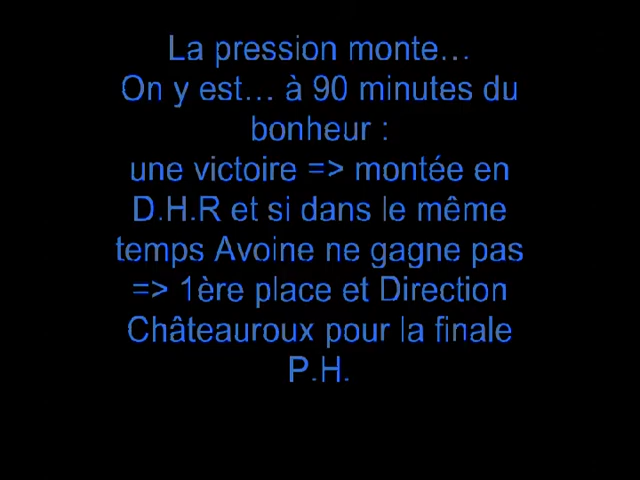 La pression monte…
On y est… à 90 minutes du
bonheur :
une victoire => montée en
D.H.R et si dans le même
temps Avoine ne gagne pas
=> 1ère place et Direction
Châteauroux pour la finale
P.H.